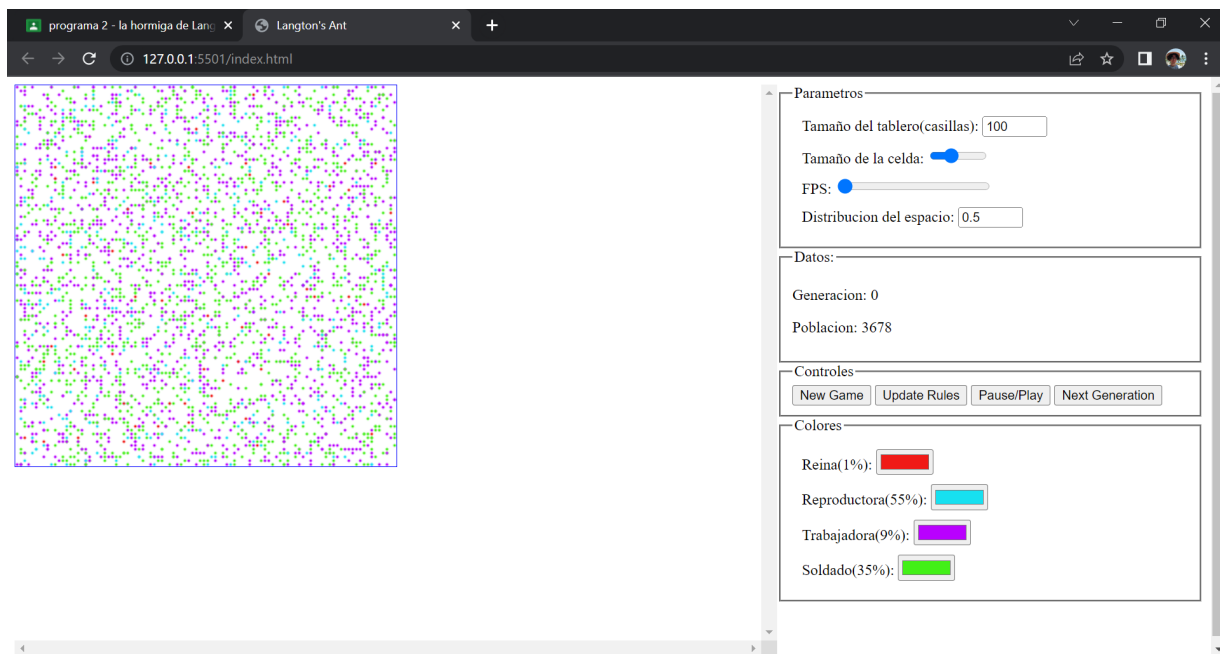 programa 2 - la hormiga de Lang
Langton's Ant
127.0.0.1:5501/index.html
Parametros
Tamaño del tablero(casillas): 100
Tamaño de la celda:
FPS:
Distribucion del espacio: 0.5
Datos:
Generacion: 0
Poblacion: 3678
Controles
New Game Update Rules Pause/Play Next Generation
Colores
Reina(1%):
Reproductora(55%):
Trabajadora(9%):
Soldado(35%):